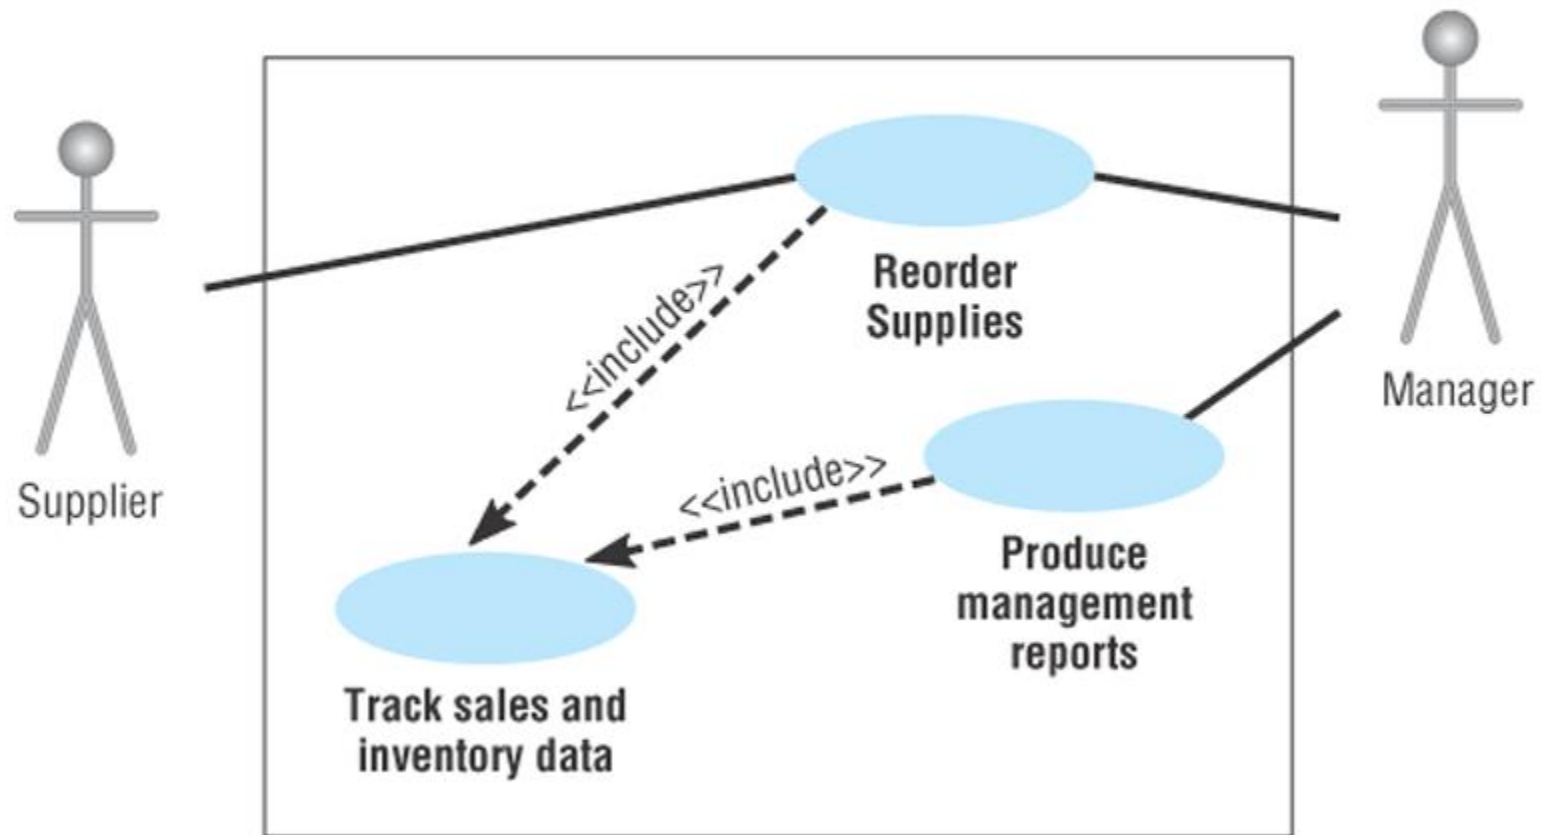 Reorder
Supplies
<<include>>
Manager
<<include>>
Supplier
Produce
management
reports
Track sales and
inventory data